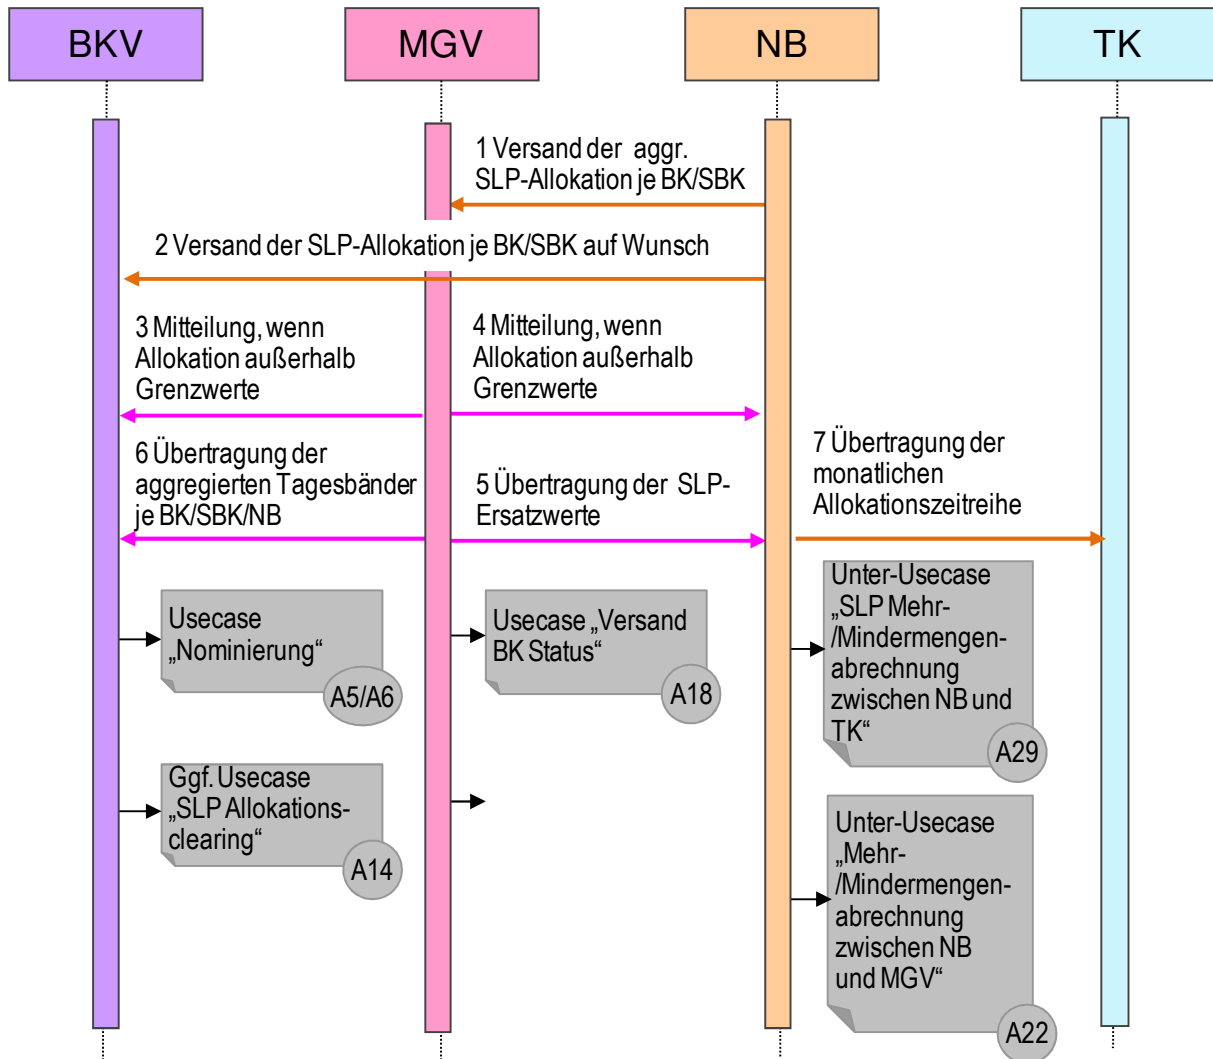 BKV
MGV
NB
TK
1 Versand der aggr.
SLP-Allokation je BK/SBK
2 Versand der SLP-Allokation je BK/SBK auf Wunsch
3 Mitteilung, wenn
Allokation außerhalb
Grenzwerte
4 Mitteilung, wenn
Allokation außerhalb
Grenzwerte
6 Übertragung der
aggregierten Tagesbänder
je BK/SBK/NB
5 Übertragung der SLP-
Ersatzwerte
7 Übertragung der
monatlichen
Allokationszeitreihe
Usecase
„Nominierung“
A5/A6
Usecase „Versand
BK Status“
A18
Unter-Usecase
„SLP Mehr-
/Mindermengen-
abrechnung
zwischen NB und
TK“
A29
Ggf. Usecase
„SLP Allokations-
clearing“
A14
Unter-Usecase
„Mehr-
/Mindermengen-
abrechnung
zwischen NB
und MGV“
A22